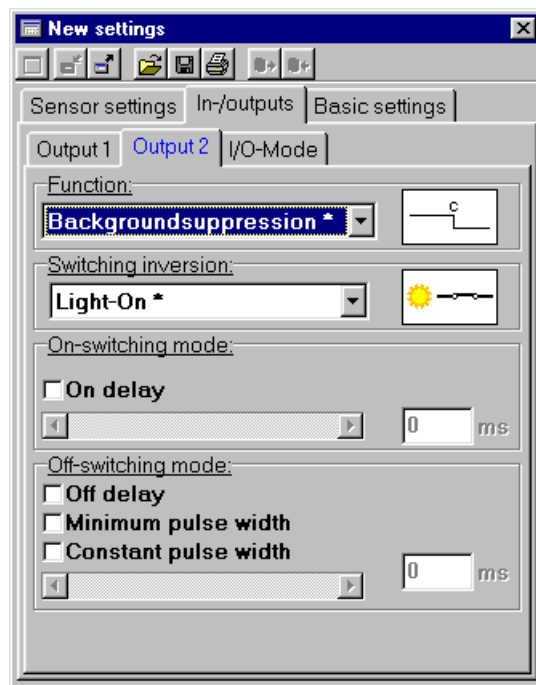 New settings
Sensor settings In-/outputs Basic settings
Output 1 Output 2 I/O-Mode
Function:
Backgroundsuppression *
C
Switching inversion:
Light-On *
On-switching mode:
On delay
0 ms
Off-switching mode:
Off delay
Minimum pulse width
Constant pulse width
0 ms